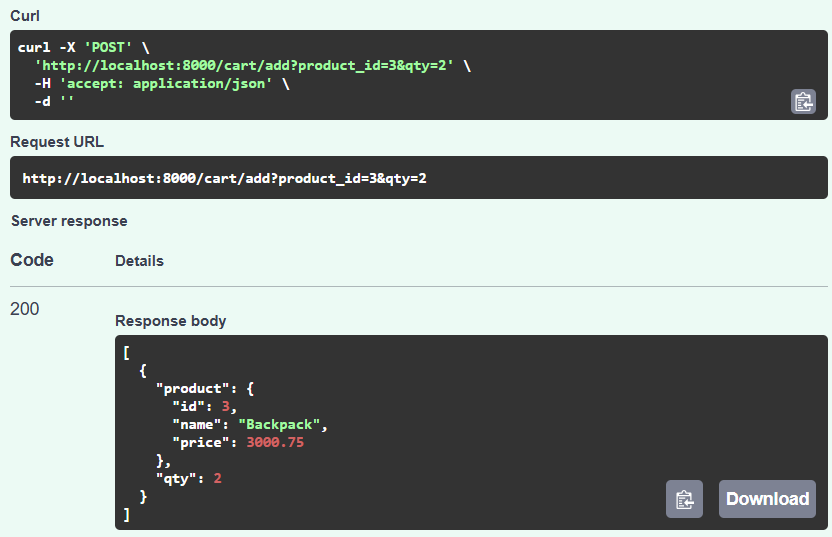 Curl
curl -X 'POST' \
  'http://localhost:8000/cart/add?product_id=3&qty=2' \
  -H 'accept: application/json' \
  -d ''
Request URL
http://localhost:8000/cart/add?product_id=3&qty=2
Server response
Code Details
200
Response body
[
  {
    "product": {
      "id": 3,
      "name": "Backpack",
      "price": 3000.75
    },
    "qty": 2
  }
]
Download